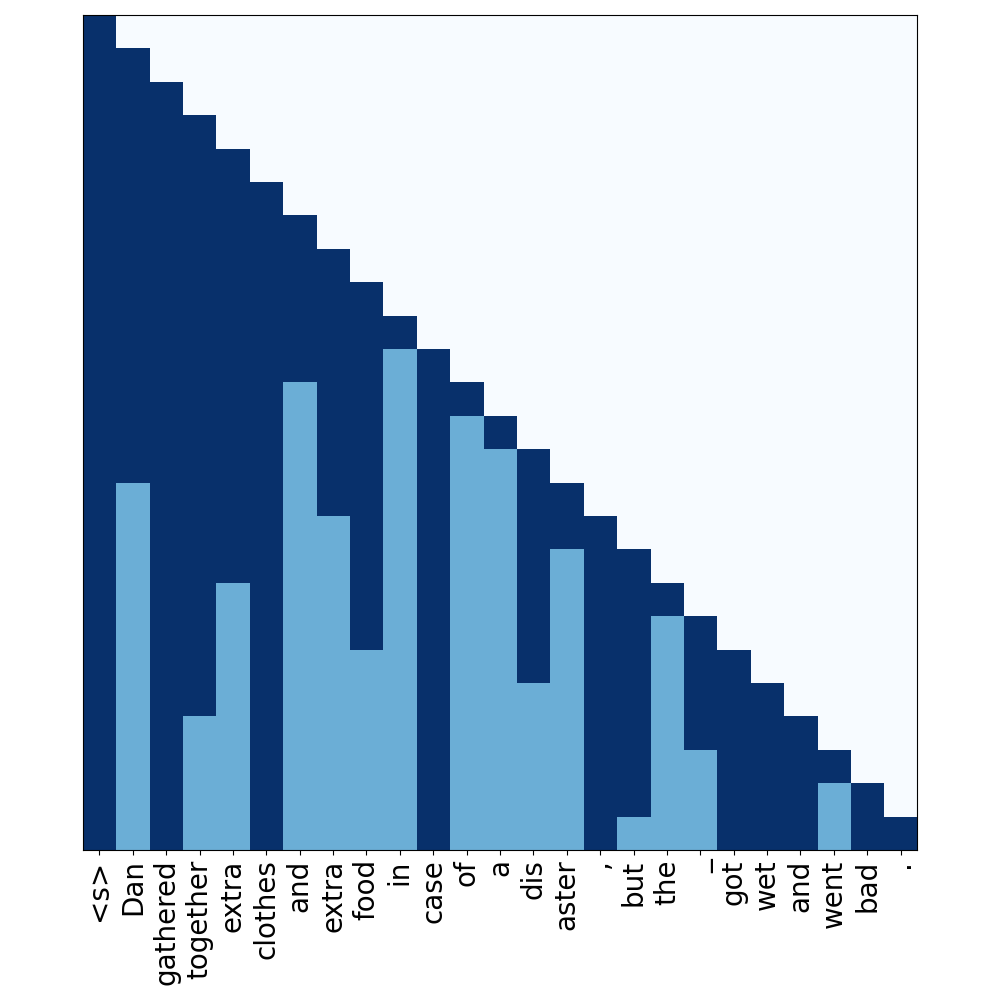 <s>
Dan
gathered
together
extra
clothes
and
extra
food
in
case
of
a
dis
aster
,
but
the
_
got
wet
and
went
bad
.